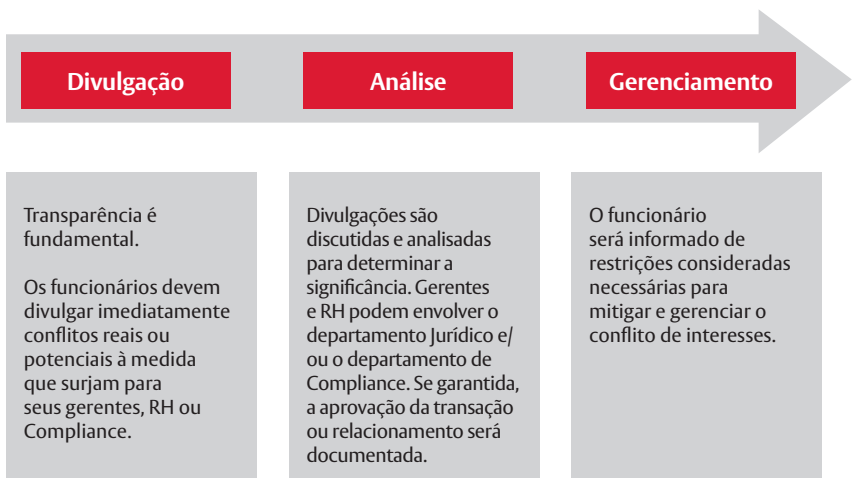 Divulgação
Análise
Gerenciamento
Transparência é
fundamental.
Os funcionários devem
divulgar imediatamente
conflitos reais ou
potenciais à medida
que surjam para
seus gerentes, RH ou
Compliance.
Divulgações são
discutidas e analisadas
para determinar a
significância. Gerentes
e RH podem envolver o
departamento Jurídico e/
ou o departamento de
Compliance. Se garantida,
a aprovação da transação
ou relacionamento será
documentada.
O funcionário
será informado de
restrições consideradas
necessárias para
mitigar e gerenciar o
conflito de interesses.